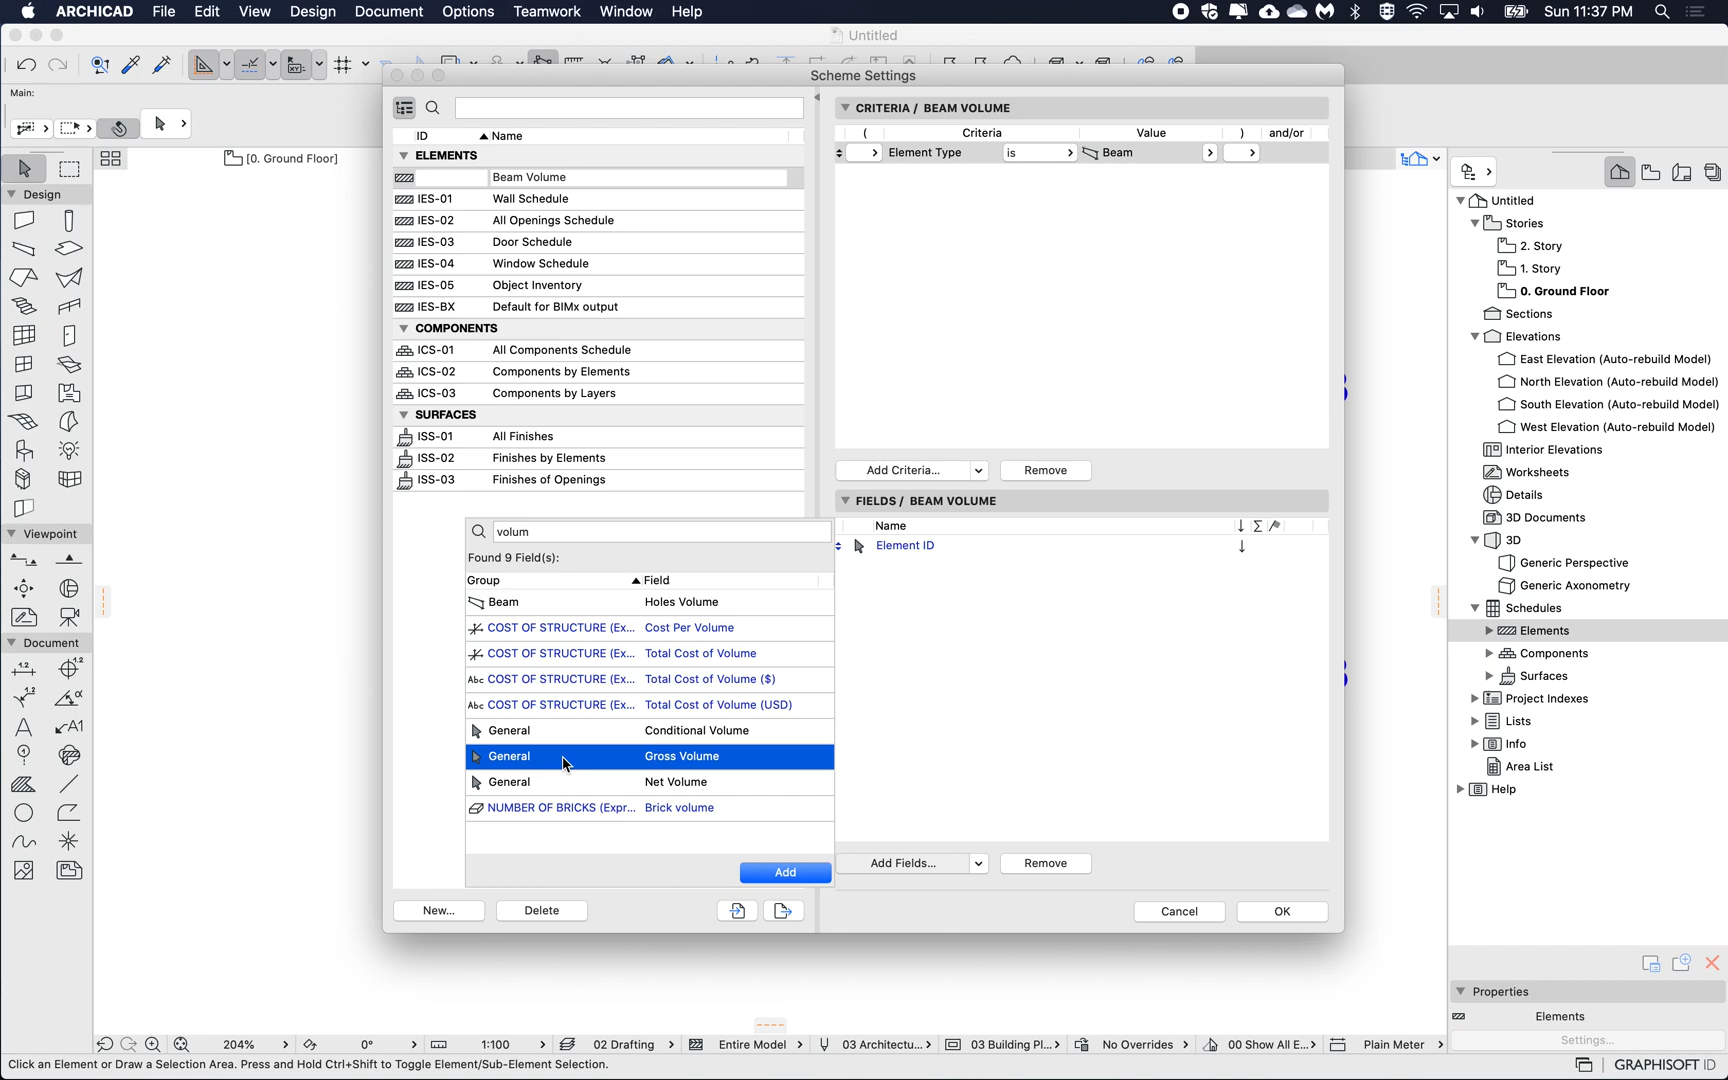 ARCHICAD File Edit View Design Document Options Teamwork Window Help Sun 11:37 PM
Untitled
Main:
Scheme Settings
[0. Ground Floor]
Design
Viewpoint
Document
ID Name
ELEMENTS
Beam Volume
IES-01 Wall Schedule
IES-02 All Openings Schedule
IES-03 Door Schedule
IES-04 Window Schedule
IES-05 Object Inventory
IES-BX Default for BIMx output
COMPONENTS
ICS-01 All Components Schedule
ICS-02 Components by Elements
ICS-03 Components by Layers
SURFACES
ISS-01 All Finishes
ISS-02 Finishes by Elements
ISS-03 Finishes of Openings
volum
Found 9 Field(s):
Group Field
Beam Holes Volume
COST OF STRUCTURE (Ex... Cost Per Volume
COST OF STRUCTURE (Ex... Total Cost of Volume
Abc COST OF STRUCTURE (Ex... Total Cost of Volume ($)
Abc COST OF STRUCTURE (Ex... Total Cost of Volume (USD)
General Conditional Volume
General Gross Volume
General Net Volume
NUMBER OF BRICKS (Expr... Brick volume
Add
New... Delete
CRITERIA / BEAM VOLUME
( Criteria Value ) and/or
Element Type is Beam
Add Criteria... Remove
FIELDS / BEAM VOLUME
Name
Element ID
Add Fields... Remove
Cancel OK
Untitled
Stories
2. Story
1. Story
0. Ground Floor
Sections
Elevations
East Elevation (Auto-rebuild Model)
North Elevation (Auto-rebuild Model)
South Elevation (Auto-rebuild Model)
West Elevation (Auto-rebuild Model)
Interior Elevations
Worksheets
Details
3D Documents
3D
Generic Perspective
Generic Axonometry
Schedules
Elements
Components
Surfaces
Project Indexes
Lists
Info
Area List
Help
Properties
Elements
Settings...
204% 0° 1:100 02 Drafting Entire Model 03 Architectu... 03 Building Pl... No Overrides 00 Show All E... Plain Meter
Click an Element or Draw a Selection Area. Press and Hold Ctrl+Shift to Toggle Element/Sub-Element Selection.
GRAPHISOFT ID